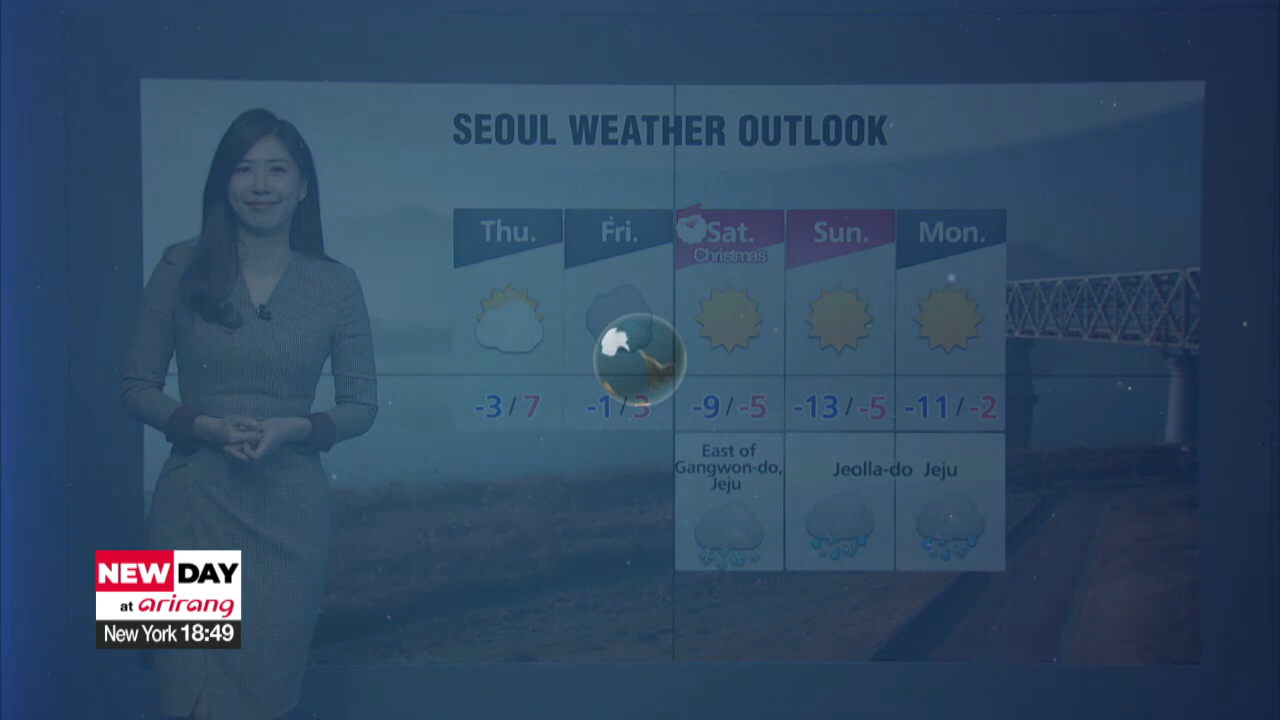 SEOUL WEATHER OUTLOOK
Thu. Fri. Sat. Sun. Mon.
Christmas
-3/7 -1/3 -9/-5 -13/-5 -11/-2
East of
Gangwon-do,
Jeju
Jeolla-do Jeju
NEW DAY
at arirang
New York 18:49